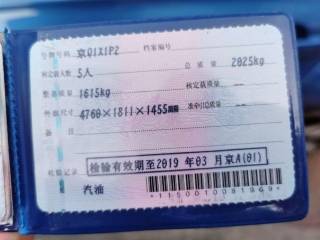 号牌号码 京Q1X1P2 档案编号
核定载人数 5人 总质量 2025kg
整备质量 1615kg 核定载质量 --
外廓尺寸 4760×1811×1455mm 准牵引总质量 --
备注
检验记录 检验有效期至2019年03月京A(01)
汽油
*1150010081969*